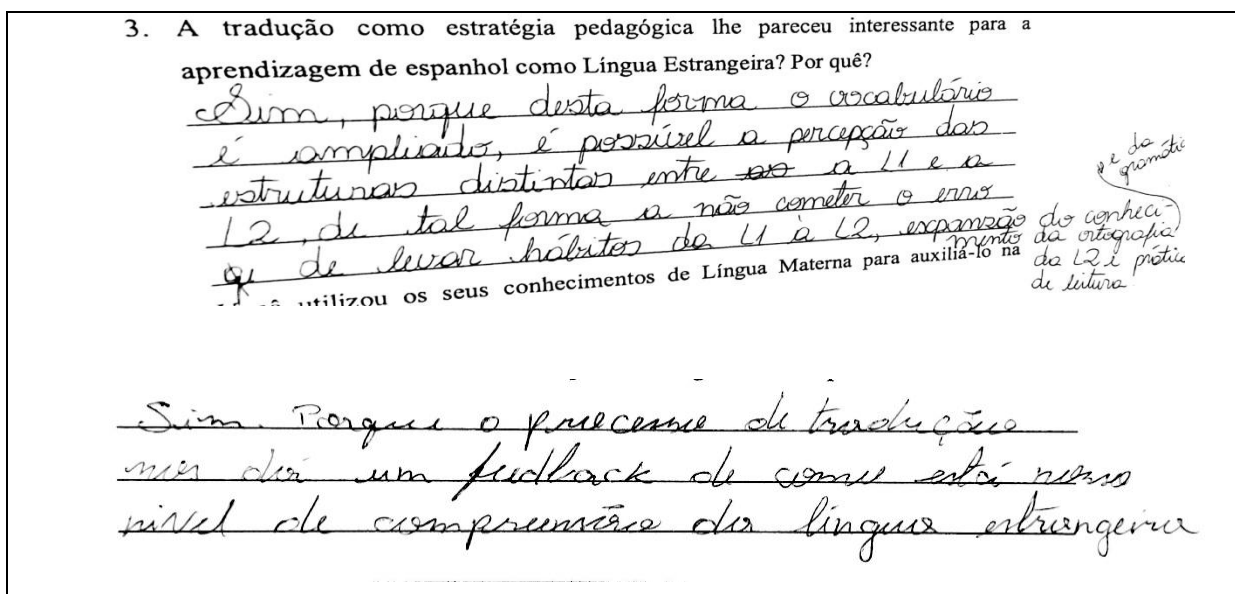 3. A tradução como estratégia pedagógica lhe pareceu interessante para a
aprendizagem de espanhol como Língua Estrangeira? Por quê?
Sim, porque desta forma o vocabulário
é ampliado, é possível a percepção das
estruturas distintas entre a L1 e a
L2, de tal forma a não cometer o erro
de levar hábitos da L1 à L2, expansão do conheci-
mento da ortografia
e da
gramátic
da L2 e prátic
de leitura.
utilizou os seus conhecimentos de Língua Materna para auxiliá-lo na
Sim. Porque o processo de tradução
nos dá um feedback de como está nosso
nível de compreensão da língua estrangeira